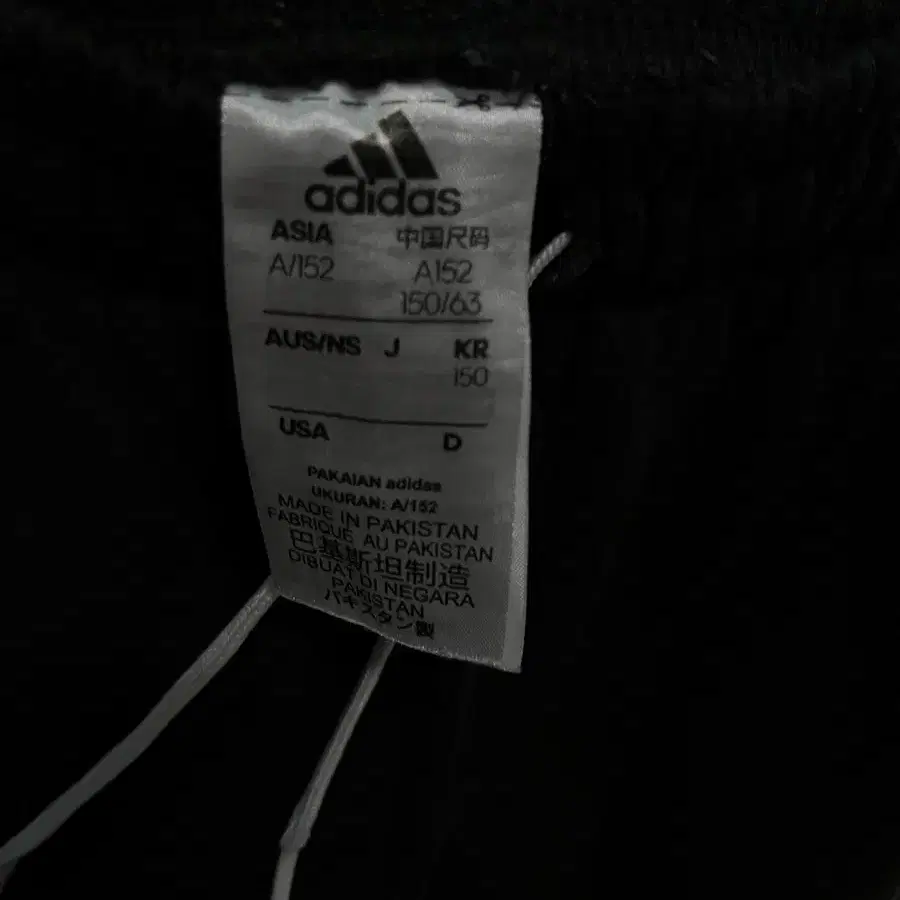 adidas
ASIA 中国尺码
A/152 A152
150/63
AUS/NS J KR
150
USA D
PAKAIAN adidas
UKURAN: A/152
MADE IN PAKISTAN
FABRIQUE AU PAKISTAN
巴基斯坦制造
DIBUAT DI NEGARA
PAKISTAN
パキスタン製